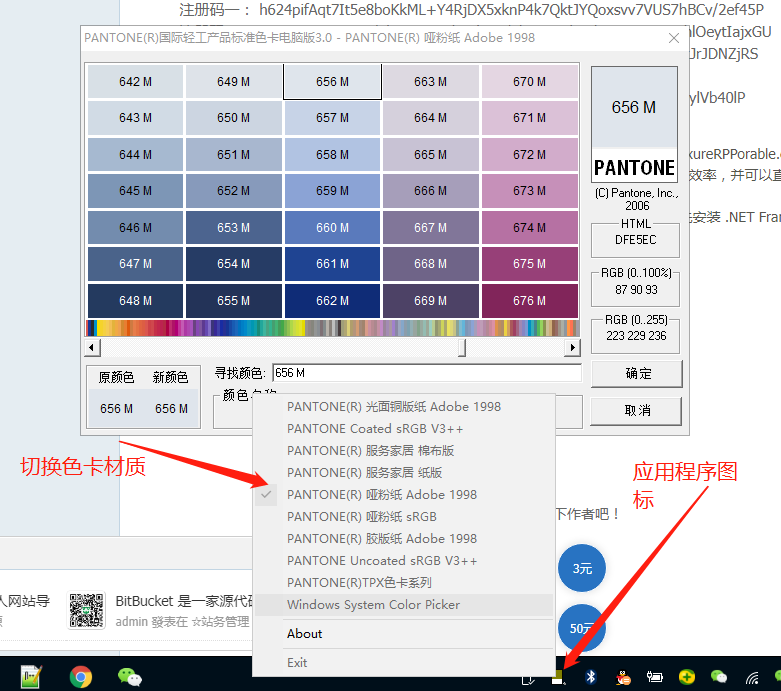 注册码一： h624pifAqt7It5e8boKkML+Y4RjDX5xknP4k7QktJYQoxsvv7VUS7hBCv/2ef45P
PANTONE(R)国际轻工产品标准色卡电脑版3.0 - PANTONE(R) 哑粉纸 Adobe 1998
lOeytIajxGU
JrJDNZjRS
ylVb40lP
xureRPPorable.
效率，并可以直
安装 .NET Fran
642 M 649 M 656 M 663 M 670 M
643 M 650 M 657 M 664 M 671 M
644 M 651 M 658 M 665 M 672 M
645 M 652 M 659 M 666 M 673 M
646 M 653 M 660 M 667 M 674 M
647 M 654 M 661 M 668 M 675 M
648 M 655 M 662 M 669 M 676 M
656 M
PANTONE
(C) Pantone, Inc.,
2006
HTML
DFE5EC
RGB (0..100%)
87 90 93
RGB (0..255)
223 229 236
确定
取消
原颜色 新颜色
656 M 656 M
寻找颜色: 656 M
颜色名称
切换色卡材质
PANTONE(R) 光面铜版纸 Adobe 1998
PANTONE Coated sRGB V3++
PANTONE(R) 服务家居 棉布版
PANTONE(R) 服务家居 纸版
PANTONE(R) 哑粉纸 Adobe 1998
PANTONE(R) 哑粉纸 sRGB
PANTONE(R) 胶版纸 Adobe 1998
PANTONE Uncoated sRGB V3++
PANTONE(R)TPX色卡系列
Windows System Color Picker
About
Exit
应用程序图
标
下作者吧！
3元
50元
人网站导
BitBucket 是一家源代码
admin 發表在 ☆站务管理